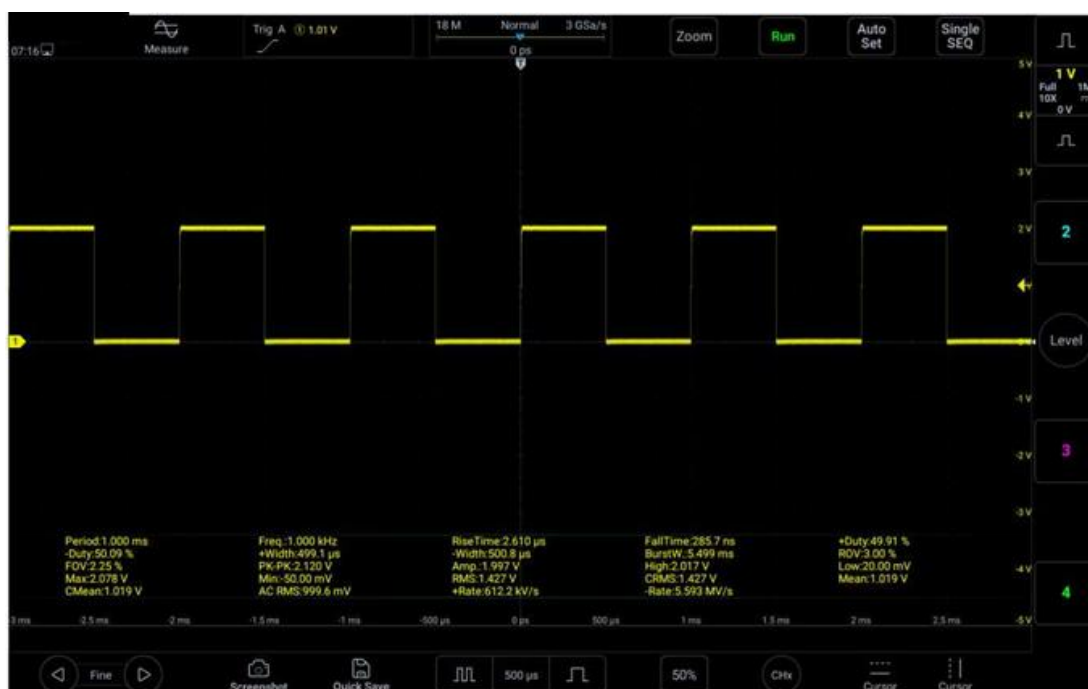 Trig A ① 1.01 V
18 M Normal 3 GSa/s
07:16
Measure
0 ps
Zoom
Run
Auto
Set
Single
SEQ
T
5 V
4 V
3 V
2 V
-1 V
-2 V
-3 V
-4 V
-5 V
1
1 V
Full 1M
10X
0 V
2
Level
3
4
Period:1.000 ms Freq.:1.000 kHz RiseTime:2.610 µs FallTime:285.7 ns +Duty:49.91 %
-Duty:50.09 % +Width:499.1 µs -Width:500.8 µs BurstW.:5.499 ms ROV:3.00 %
FOV:2.25 % PK-PK:2.120 V Amp.:1.997 V High:2.017 V Low:20.00 mV
Max:2.078 V Min:-50.00 mV RMS:1.427 V CRMS:1.427 V Mean:1.019 V
CMean:1.019 V AC RMS:999.6 mV +Rate:612.2 kV/s -Rate:5.593 MV/s
-3 ms -2.5 ms -2 ms -1.5 ms -1 ms -500 µs 0 ps 500 µs 1 ms 1.5 ms 2 ms 2.5 ms
Fine
Screenshot
Quick Save
500 µs
50%
CHx
Cursor
Cursor